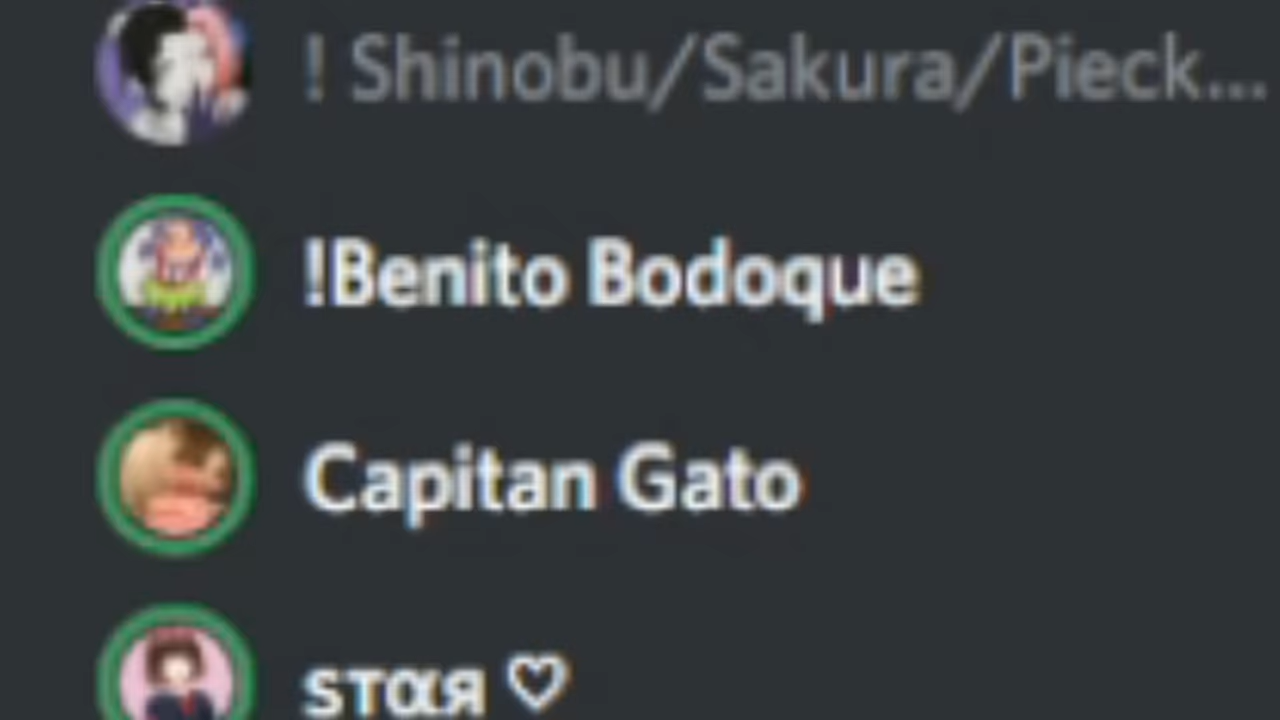 ! Shinobu/Sakura/Pieck...
!Benito Bodoque
Capitan Gato
sтαя ♡